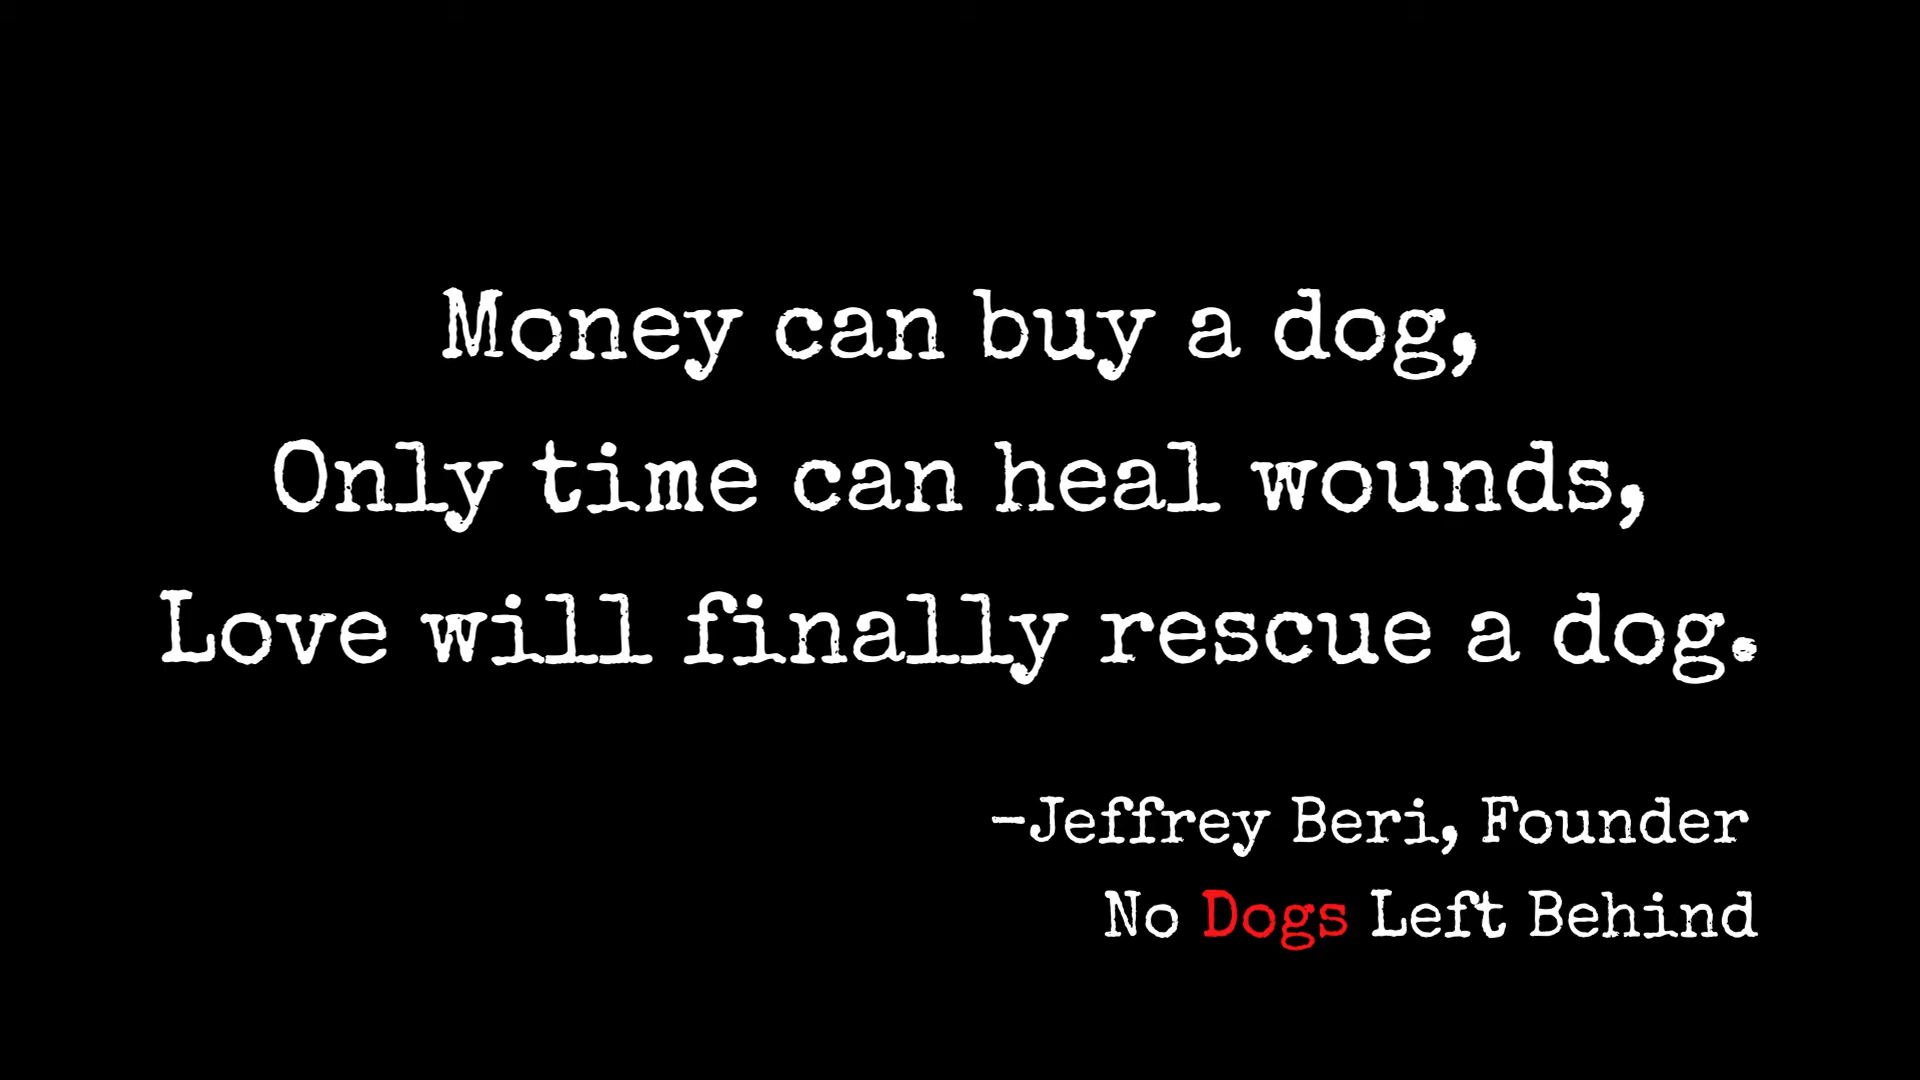 Money can buy a dog,
Only time can heal wounds,
Love will finally rescue a dog.
-Jeffrey Beri, Founder
No Dogs Left Behind